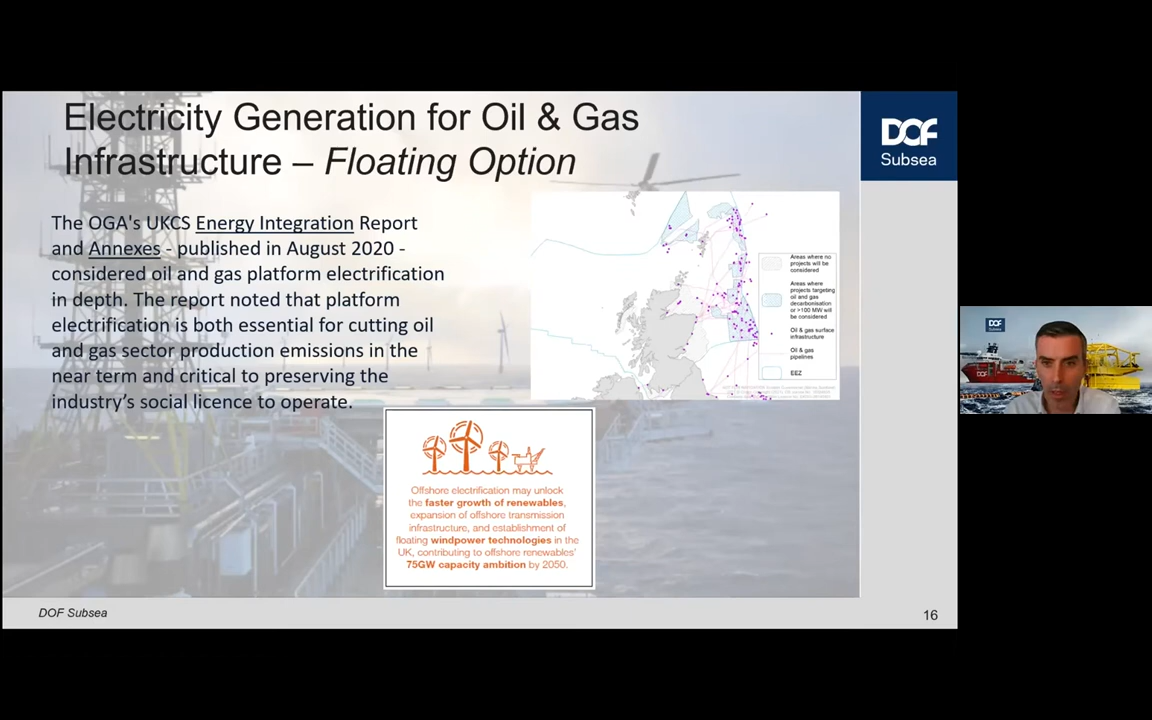 Electricity Generation for Oil & Gas
Infrastructure – Floating Option
DOF
Subsea
The OGA's UKCS Energy Integration Report
and Annexes - published in August 2020 -
considered oil and gas platform electrification
in depth. The report noted that platform
electrification is both essential for cutting oil
and gas sector production emissions in the
near term and critical to preserving the
industry’s social licence to operate.
Areas where no
projects will be
considered
Areas where
projects targeting
oil and gas
decarbonisation
or >100 MW will
be considered
Oil & gas surface
infrastructure
Oil & gas
pipelines
EEZ
Offshore electrification may unlock
the faster growth of renewables,
expansion of offshore transmission
infrastructure, and establishment of
floating windpower technologies in the
UK, contributing to offshore renewables’
75GW capacity ambition by 2050.
DOF Subsea
16
DOF
Subsea
DOF